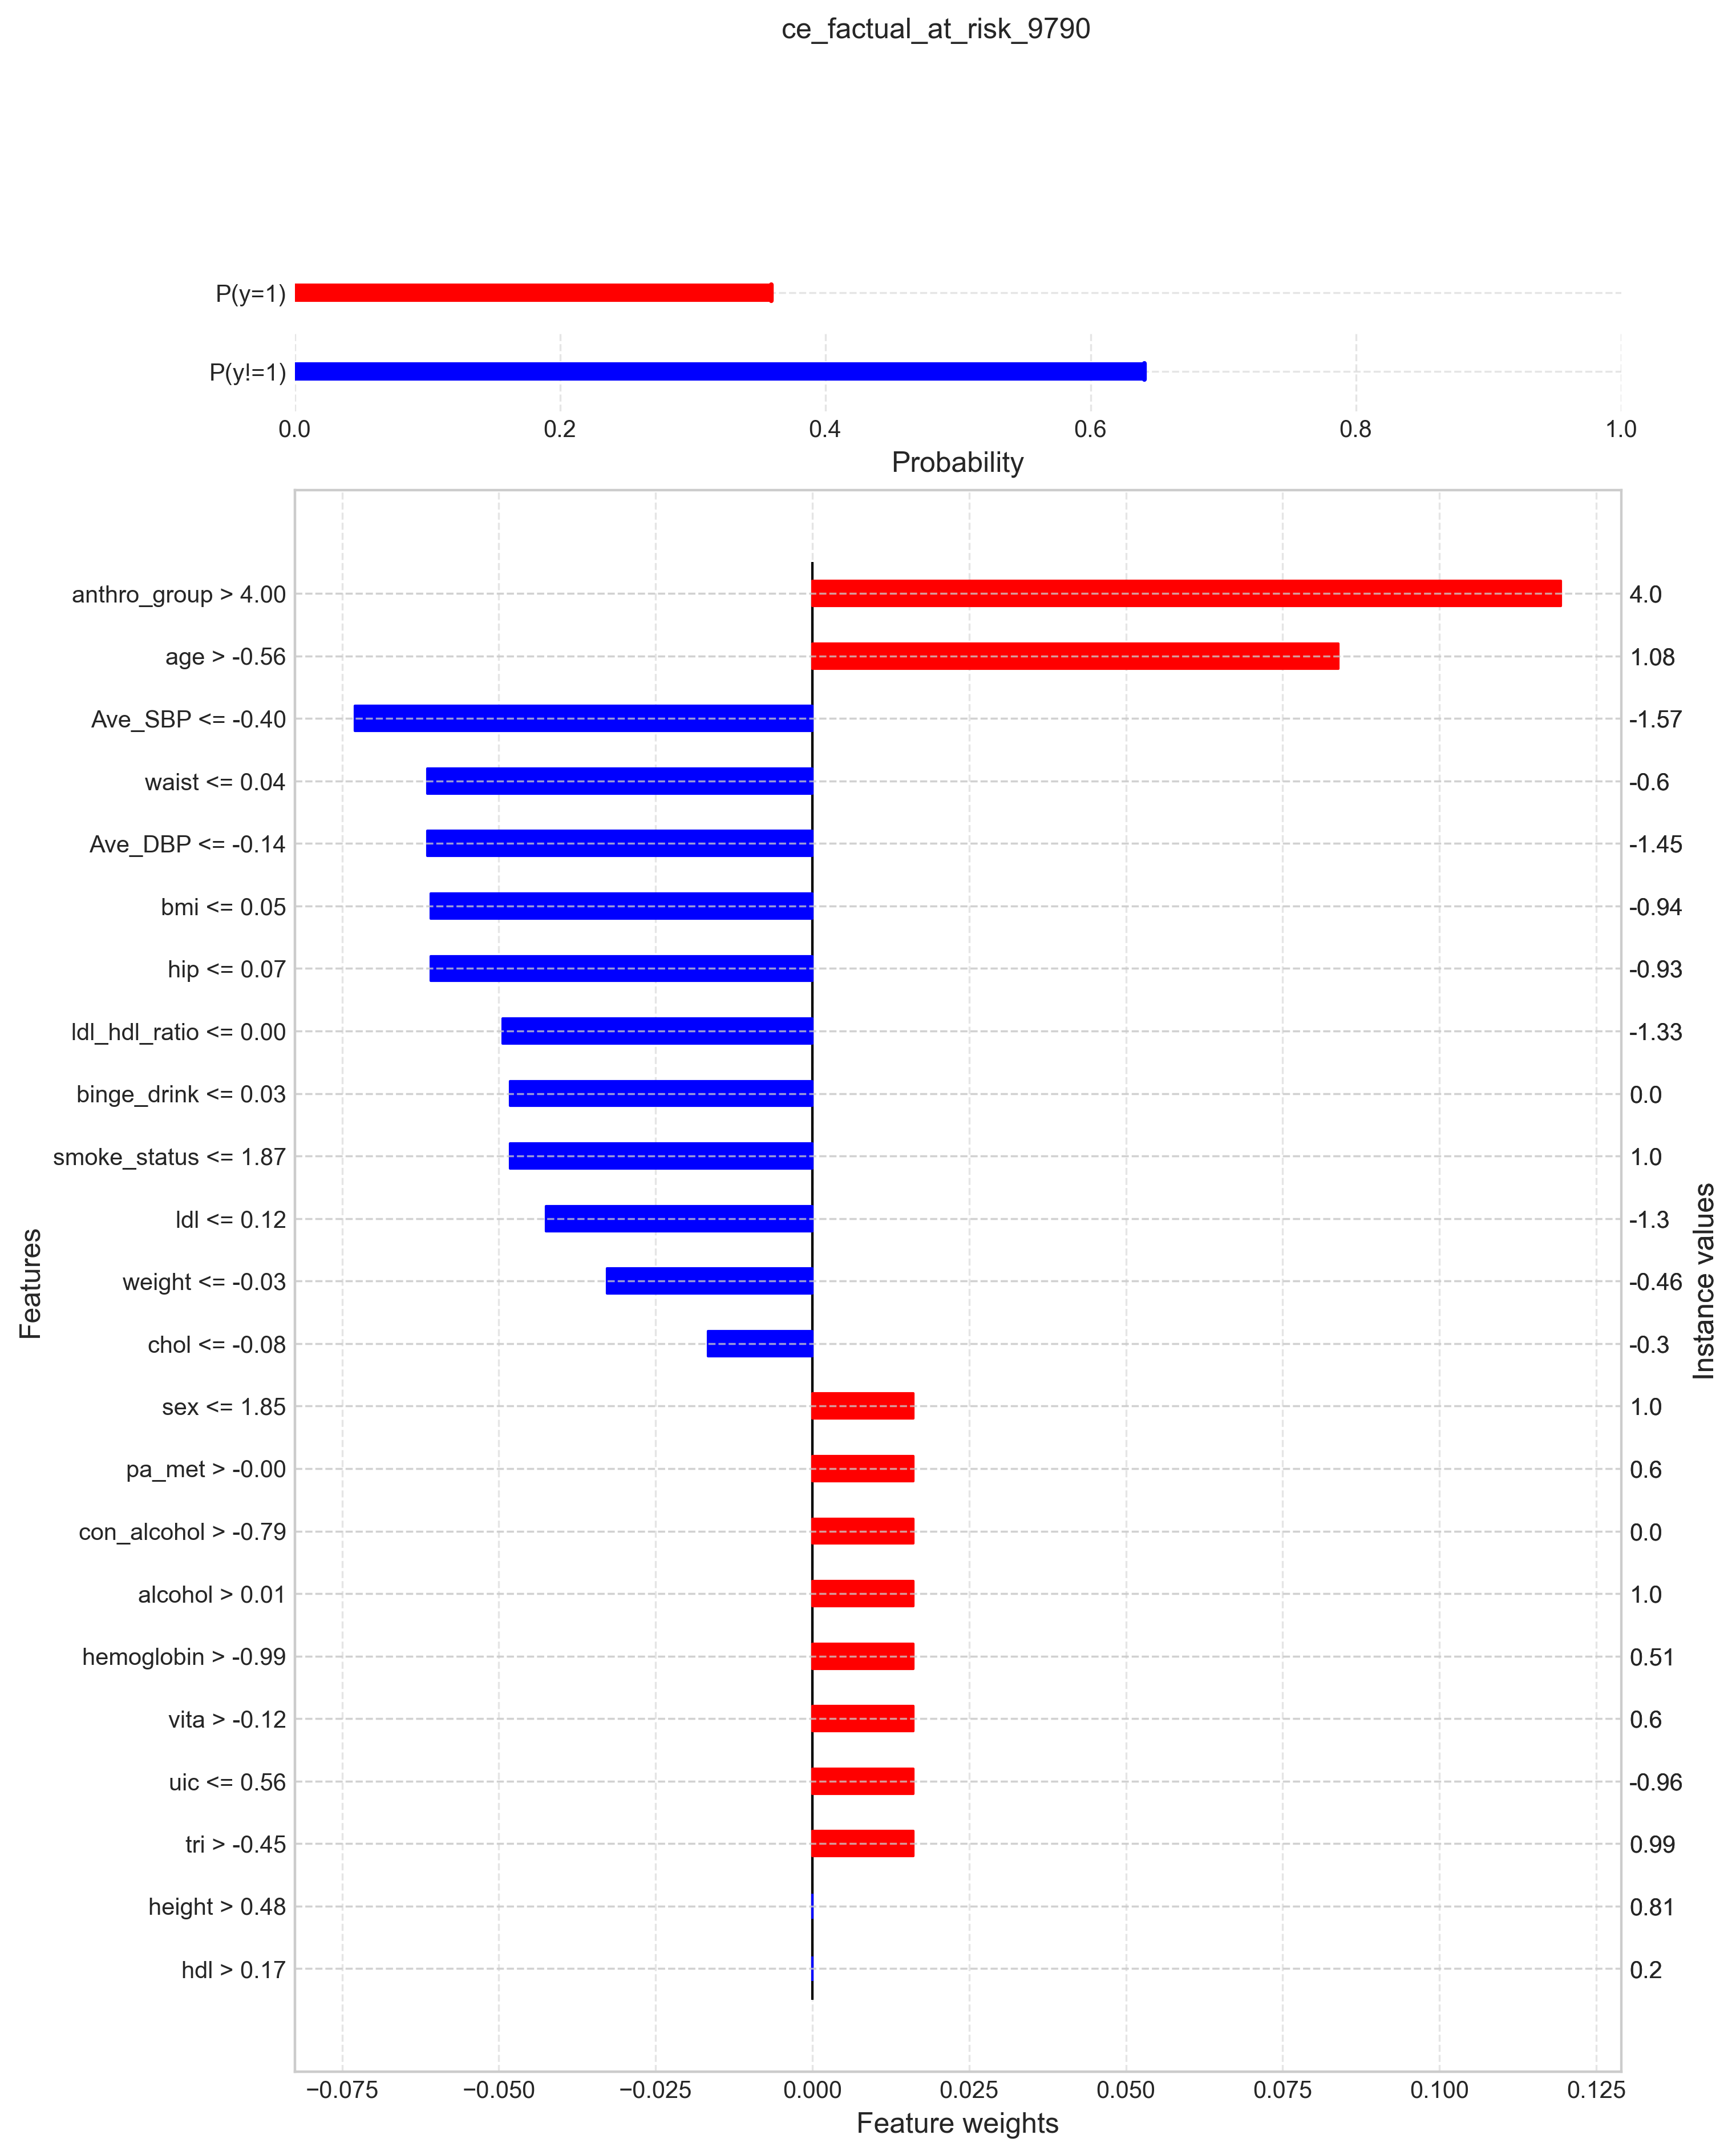 ce_factual_at_risk_9790
P(y=1)
P(y!=1)
0.0 0.2 0.4 0.6 0.8 1.0
Probability
anthro_group > 4.00 4.0
age > -0.56 1.08
Ave_SBP <= -0.40 -1.57
waist <= 0.04 -0.6
Ave_DBP <= -0.14 -1.45
bmi <= 0.05 -0.94
hip <= 0.07 -0.93
ldl_hdl_ratio <= 0.00 -1.33
binge_drink <= 0.03 0.0
smoke_status <= 1.87 1.0
ldl <= 0.12 -1.3
weight <= -0.03 -0.46
chol <= -0.08 -0.3
sex <= 1.85 1.0
pa_met > -0.00 0.6
con_alcohol > -0.79 0.0
alcohol > 0.01 1.0
hemoglobin > -0.99 0.51
vita > -0.12 0.6
uic <= 0.56 -0.96
tri > -0.45 0.99
height > 0.48 0.81
hdl > 0.17 0.2
Features
Instance values
−0.075 −0.050 −0.025 0.000 0.025 0.050 0.075 0.100 0.125
Feature weights